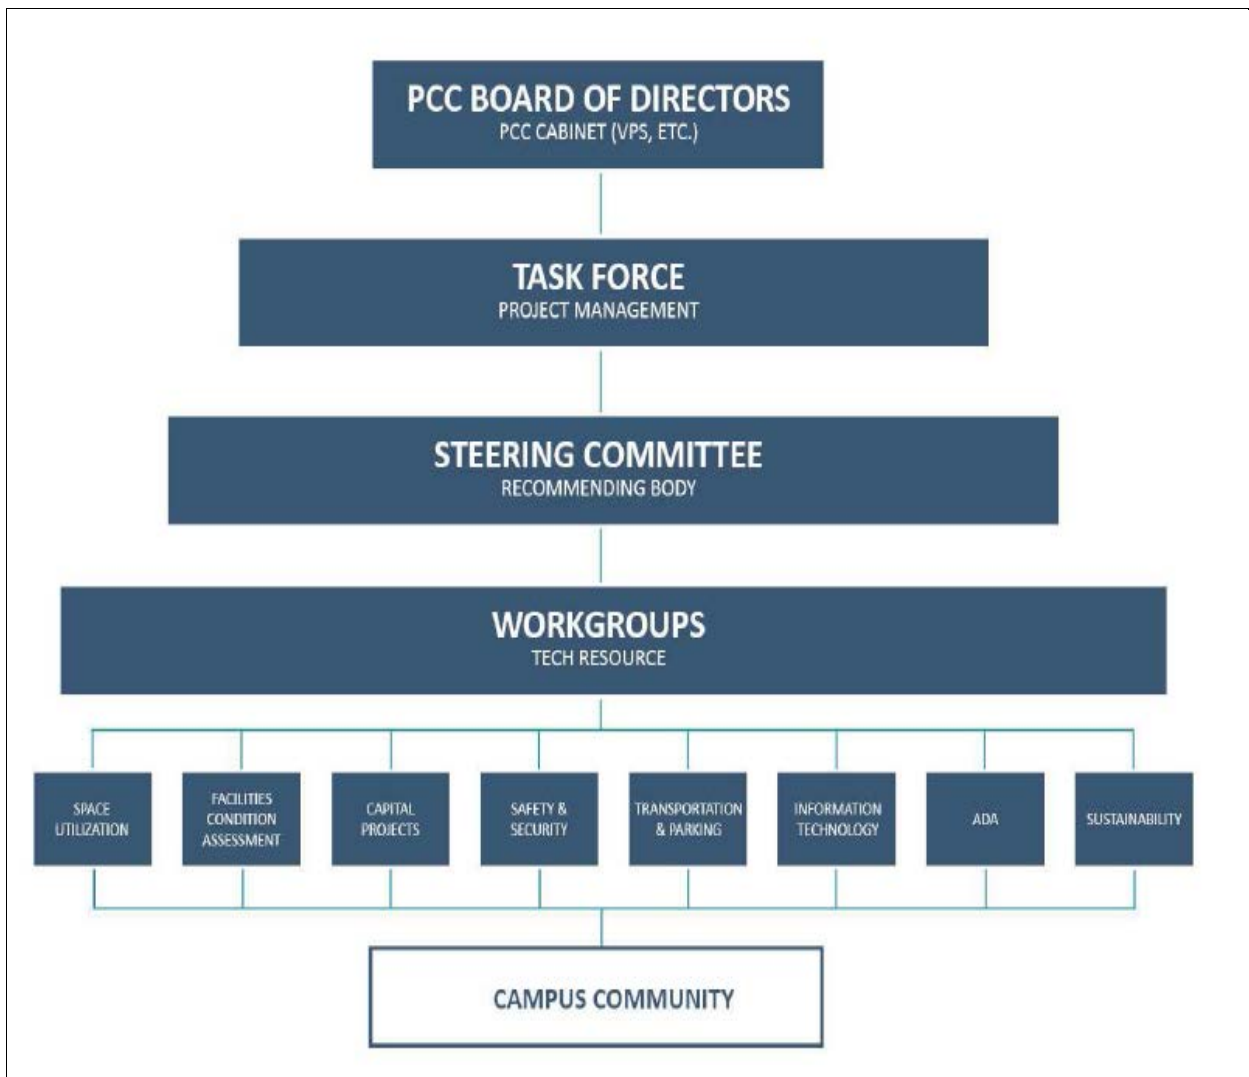 PCC BOARD OF DIRECTORS
PCC CABINET (VPS, ETC.)
TASK FORCE
PROJECT MANAGEMENT
STEERING COMMITTEE
RECOMMENDING BODY
WORKGROUPS
TECH RESOURCE
SPACE
UTILIZATION
FACILITIES
CONDITION
ASSESSMENT
CAPITAL
PROJECTS
SAFETY &
SECURITY
TRANSPORTATION
& PARKING
INFORMATION
TECHNOLOGY
ADA
SUSTAINABILITY
CAMPUS COMMUNITY